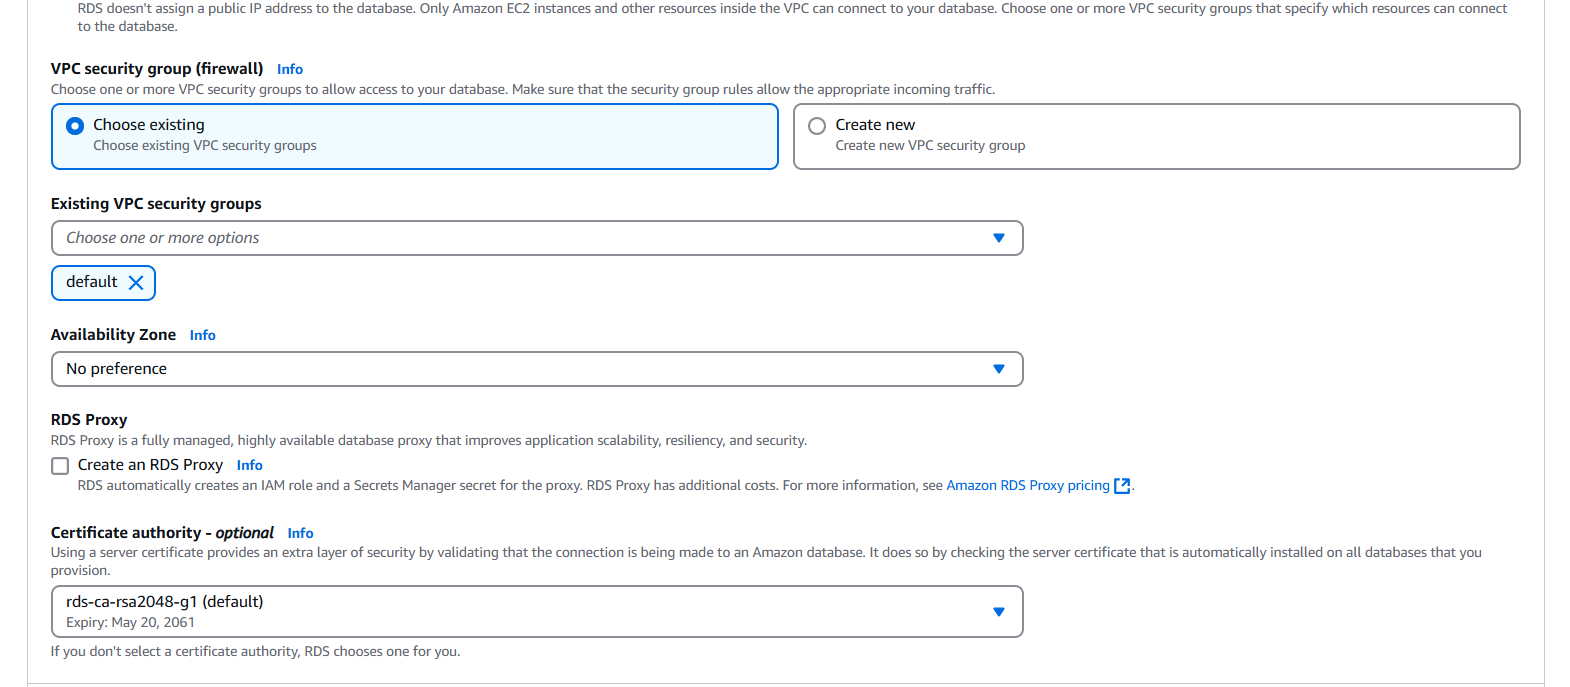 RDS doesn't assign a public IP address to the database. Only Amazon EC2 instances and other resources inside the VPC can connect to your database. Choose one or more VPC security groups that specify which resources can connect
to the database.
VPC security group (firewall) Info
Choose one or more VPC security groups to allow access to your database. Make sure that the security group rules allow the appropriate incoming traffic.
Choose existing
Choose existing VPC security groups
Create new
Create new VPC security group
Existing VPC security groups
Choose one or more options
default
Availability Zone Info
No preference
RDS Proxy
RDS Proxy is a fully managed, highly available database proxy that improves application scalability, resiliency, and security.
Create an RDS Proxy Info
RDS automatically creates an IAM role and a Secrets Manager secret for the proxy. RDS Proxy has additional costs. For more information, see Amazon RDS Proxy pricing.
Certificate authority - optional Info
Using a server certificate provides an extra layer of security by validating that the connection is being made to an Amazon database. It does so by checking the server certificate that is automatically installed on all databases that you
provision.
rds-ca-rsa2048-g1 (default)
Expiry: May 20, 2061
If you don't select a certificate authority, RDS chooses one for you.